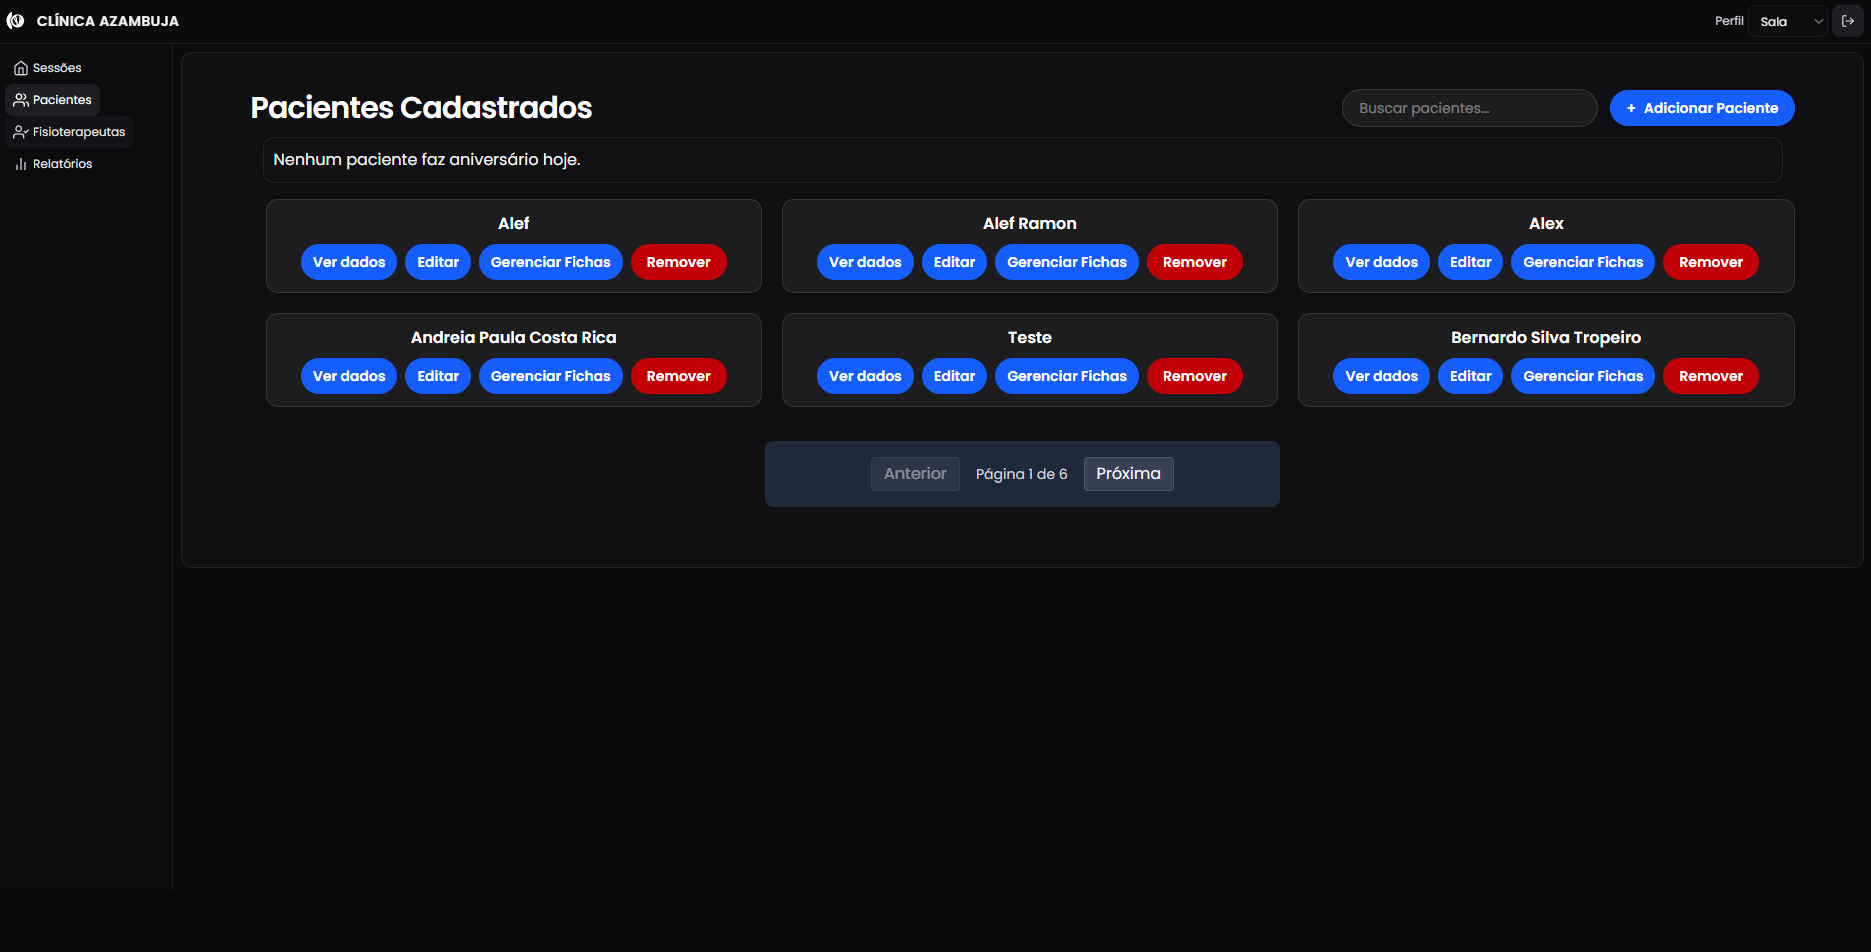 CLÍNICA AZAMBUJA
Perfil Sala
Sessões
Pacientes
Fisioterapeutas
Relatórios
Pacientes Cadastrados
Buscar pacientes...
+ Adicionar Paciente
Nenhum paciente faz aniversário hoje.
Alef
Ver dados Editar Gerenciar Fichas Remover
Alef Ramon
Ver dados Editar Gerenciar Fichas Remover
Alex
Ver dados Editar Gerenciar Fichas Remover
Andreia Paula Costa Rica
Ver dados Editar Gerenciar Fichas Remover
Teste
Ver dados Editar Gerenciar Fichas Remover
Bernardo Silva Tropeiro
Ver dados Editar Gerenciar Fichas Remover
Anterior Página 1 de 6 Próxima